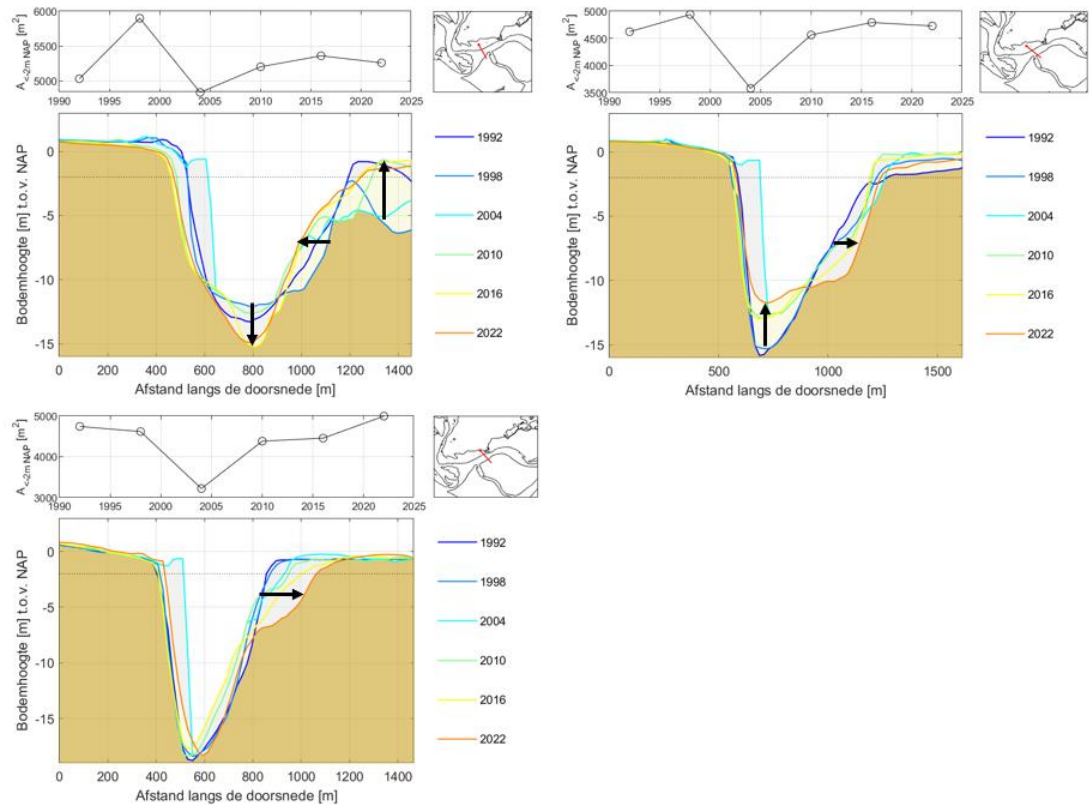 6000
5500
5000
A<-2m NAP [m²]
1990 1995 2000 2005 2010 2015 2020 2025
0
-5
-10
-15
Bodemhoogte [m] t.o.v. NAP
0 200 400 600 800 1000 1200 1400
Afstand langs de doorsnede [m]
1992
1998
2004
2010
2016
2022
5000
4500
4000
3500
A<-2m NAP [m²]
1990 1995 2000 2005 2010 2015 2020 2025
0
-5
-10
-15
Bodemhoogte [m] t.o.v. NAP
0 500 1000 1500
Afstand langs de doorsnede [m]
1992
1998
2004
2010
2016
2022
5000
4000
3000
A<-2m NAP [m²]
1990 1995 2000 2005 2010 2015 2020 2025
0
-5
-10
-15
Bodemhoogte [m] t.o.v. NAP
0 200 400 600 800 1000 1200 1400
Afstand langs de doorsnede [m]
1992
1998
2004
2010
2016
2022